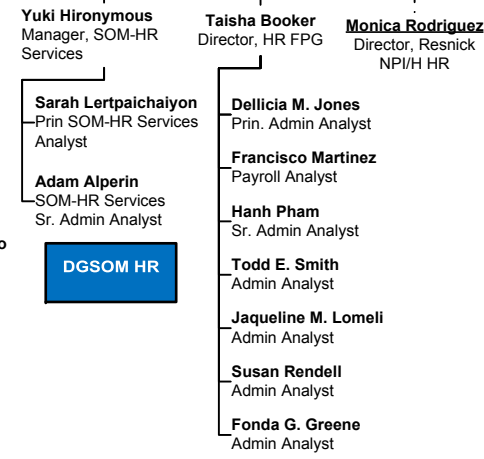 Yuki Hironymous
Manager, SOM-HR
Services
Sarah Lertpaichaiyon
Prin SOM-HR Services
Analyst
Adam Alperin
SOM-HR Services
Sr. Admin Analyst
o
DGSOM HR
Taisha Booker
Director, HR FPG
Dellicia M. Jones
Prin. Admin Analyst
Francisco Martinez
Payroll Analyst
Hanh Pham
Sr. Admin Analyst
Todd E. Smith
Admin Analyst
Jaqueline M. Lomeli
Admin Analyst
Susan Rendell
Admin Analyst
Fonda G. Greene
Admin Analyst
Monica Rodriguez
Director, Resnick
NPI/H HR